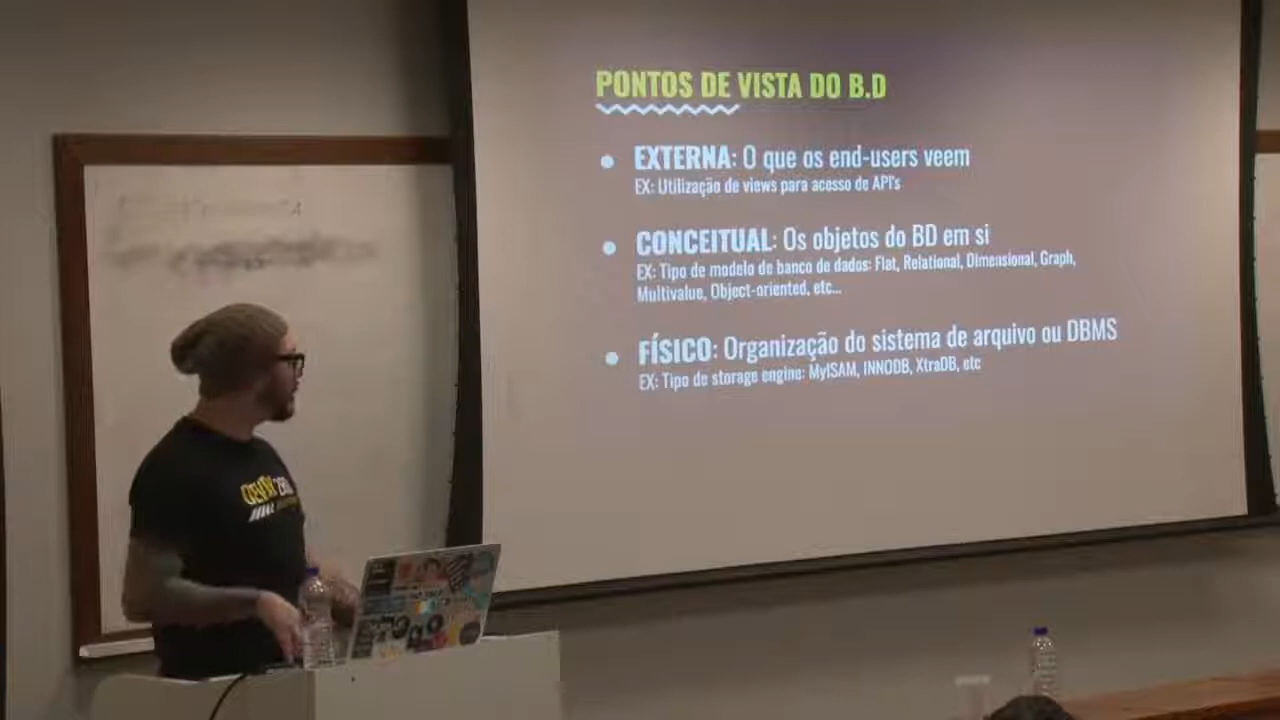 PONTOS DE VISTA DO B.D
EXTERNA: O que os end-users veem
EX: Utilização de views para acesso de API's
CONCEITUAL: Os objetos do BD em si
EX: Tipo de modelo de banco de dados: Flat, Relational, Dimensional, Graph,
Multivalue, Object-oriented, etc...
FÍSICO: Organização do sistema de arquivo ou DBMS
EX: Tipo de storage engine: MyISAM, INNODB, XtraDB, etc